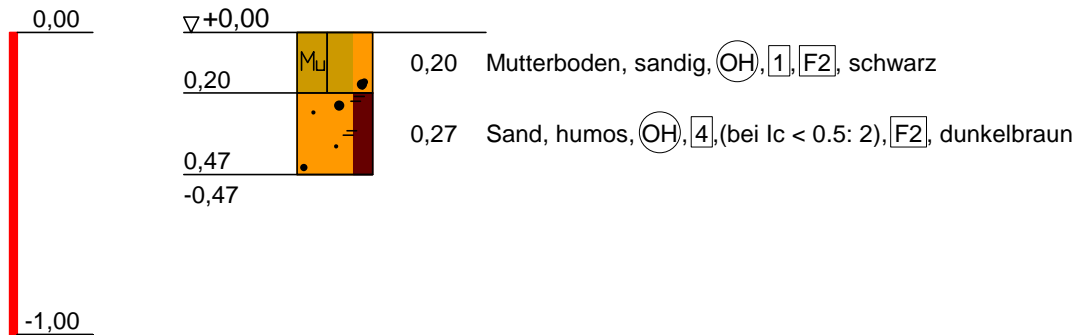 0,00
+0,00
Mu
0,20 Mutterboden, sandig, OH, 1, F2, schwarz
0,20
0,27 Sand, humos, OH, 4,(bei Ic < 0.5: 2), F2, dunkelbraun
0,47
-0,47
-1,00